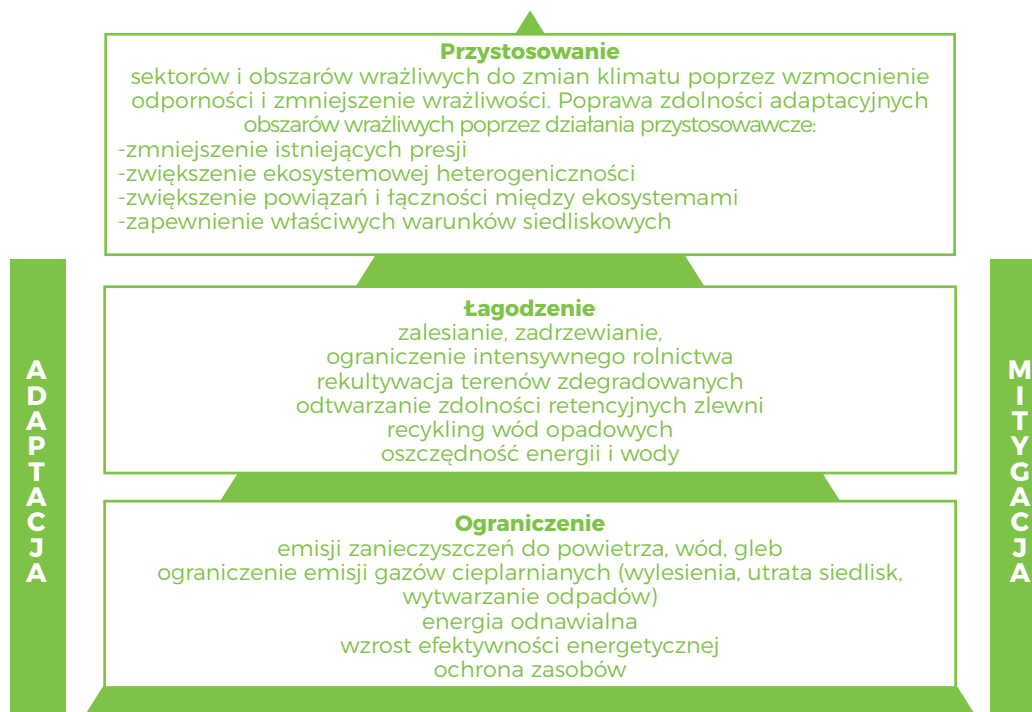 Przystosowanie
sektorów i obszarów wrażliwych do zmian klimatu poprzez wzmocnienie
odporności i zmniejszenie wrażliwości. Poprawa zdolności adaptacyjnych
obszarów wrażliwych poprzez działania przystosowawcze:
-zmniejszenie istniejących presji
-zwiększenie ekosystemowej heterogeniczności
-zwiększenie powiązań i łączności między ekosystemami
-zapewnienie właściwych warunków siedliskowych
ADAPTACJA
Łagodzenie
zalesianie, zadrzewianie,
ograniczenie intensywnego rolnictwa
rekultywacja terenów zdegradowanych
odtwarzanie zdolności retencyjnych zlewni
recykling wód opadowych
oszczędność energii i wody
MITYGACJA
Ograniczenie
emisji zanieczyszczeń do powietrza, wód, gleb
ograniczenie emisji gazów cieplarnianych (wylesienia, utrata siedlisk,
wytwarzanie odpadów)
energia odnawialna
wzrost efektywności energetycznej
ochrona zasobów